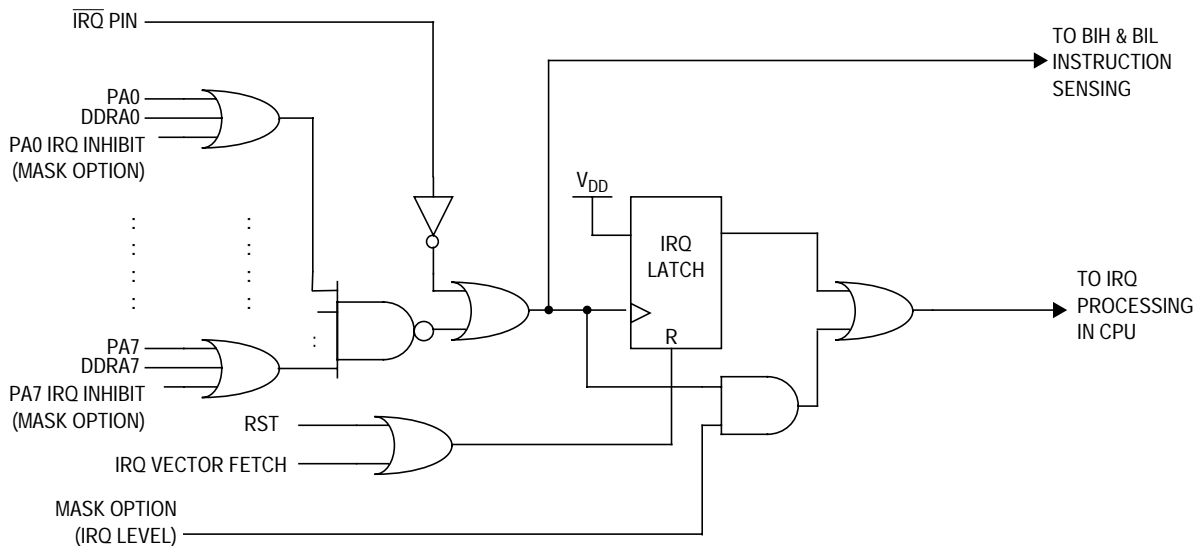 IRQ PIN
TO BIH & BIL
INSTRUCTION
SENSING
PA0
DDRA0
PA0 IRQ INHIBIT
(MASK OPTION)
VDD
IRQ
LATCH
R
TO IRQ
PROCESSING
IN CPU
PA7
DDRA7
PA7 IRQ INHIBIT
(MASK OPTION)
RST
IRQ VECTOR FETCH
MASK OPTION
(IRQ LEVEL)